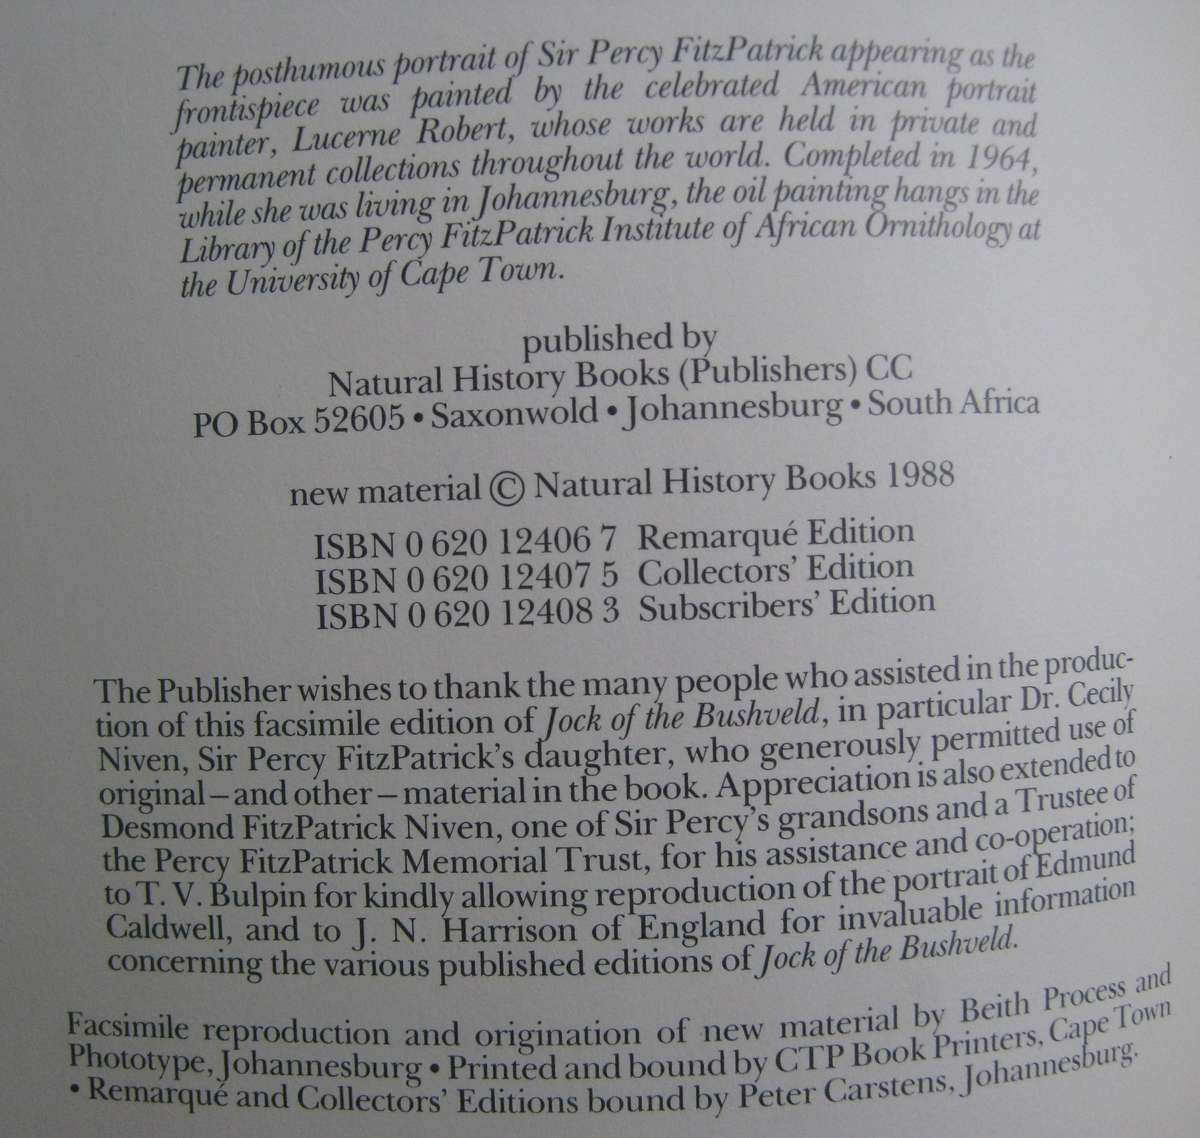 The posthumous portrait of Sir Percy FitzPatrick appearing as the
frontispiece was painted by the celebrated American portrait
painter, Lucerne Robert, whose works are held in private and
permanent collections throughout the world. Completed in 1964,
while she was living in Johannesburg, the oil painting hangs in the
Library of the Percy FitzPatrick Institute of African Ornithology at
the University of Cape Town.
published by
Natural History Books (Publishers) CC
PO Box 52605 • Saxonwold • Johannesburg • South Africa
new material © Natural History Books 1988
ISBN 0 620 12406 7 Remarqué Edition
ISBN 0 620 12407 5 Collectors' Edition
ISBN 0 620 12408 3 Subscribers' Edition
The Publisher wishes to thank the many people who assisted in the produc-
tion of this facsimile edition of Jock of the Bushveld, in particular Dr. Cecily
Niven, Sir Percy FitzPatrick's daughter, who generously permitted use of
original – and other – material in the book. Appreciation is also extended to
Desmond FitzPatrick Niven, one of Sir Percy's grandsons and a Trustee of
the Percy FitzPatrick Memorial Trust, for his assistance and co-operation;
to T. V. Bulpin for kindly allowing reproduction of the portrait of Edmund
Caldwell, and to J. N. Harrison of England for invaluable information
concerning the various published editions of Jock of the Bushveld.
Facsimile reproduction and origination of new material by Beith Process and
Phototype, Johannesburg • Printed and bound by CTP Book Printers, Cape Town
• Remarqué and Collectors' Editions bound by Peter Carstens, Johannesburg.